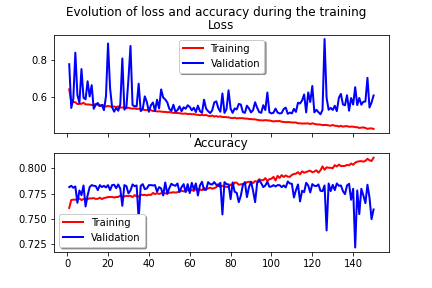 Evolution of loss and accuracy during the training
Loss
0.8
0.6
Training
Validation
Accuracy
0.800
0.775
0.750
0.725
Training
Validation
0 20 40 60 80 100 120 140